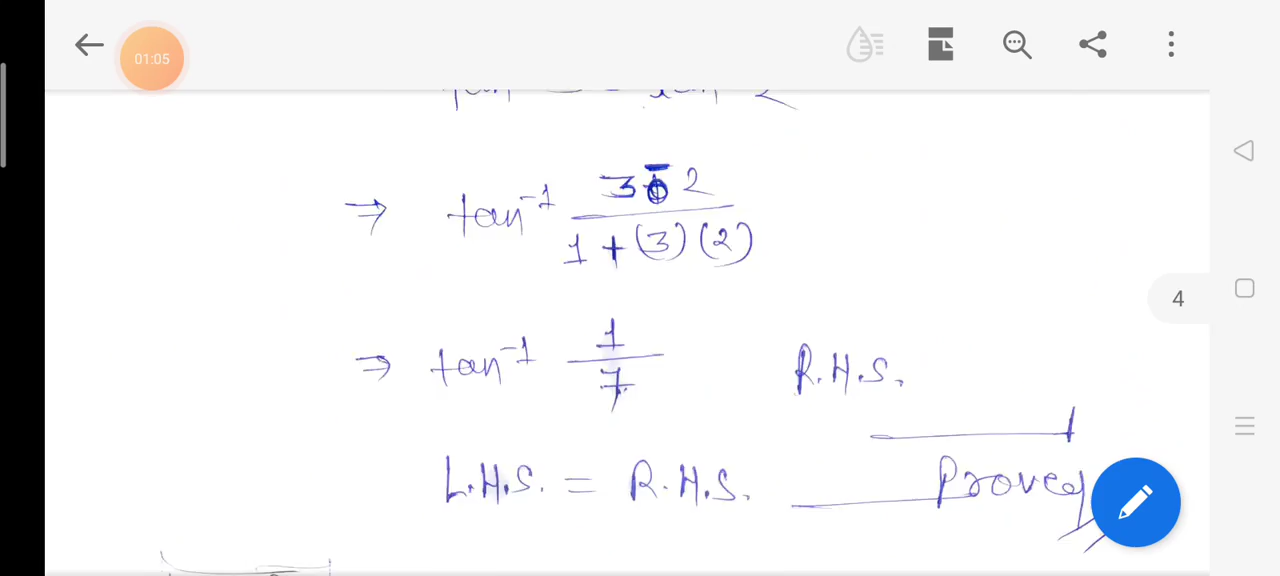 01:05
⇒ tan⁻¹ (3 - 2) / (1 + (3)(2))
4
⇒ tan⁻¹ 1/7 R.H.S.
L.H.S. = R.H.S. Proved